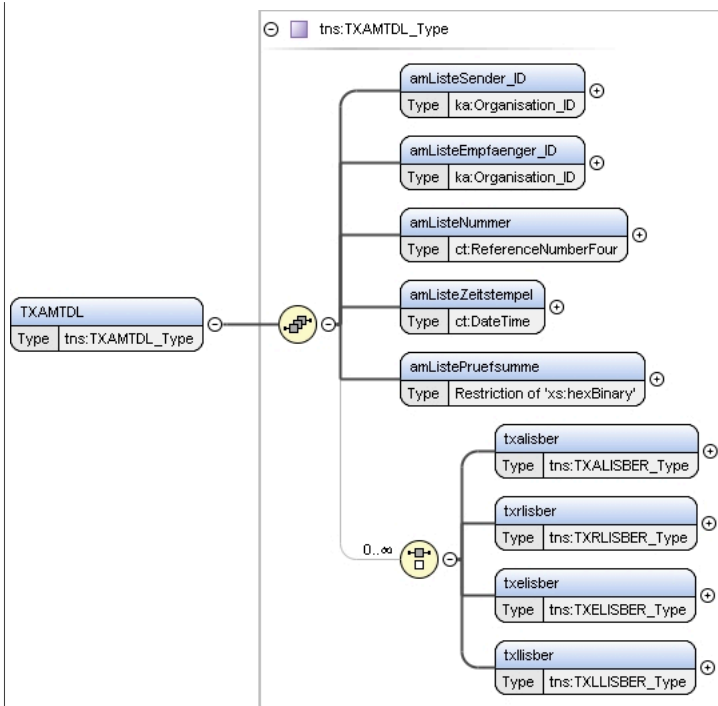 tns:TXAMTDL_Type
amListeSender_ID
Type ka:Organisation_ID
amListeEmpfaenger_ID
Type ka:Organisation_ID
amListeNummer
Type ct:ReferenceNumberFour
amListeZeitstempel
Type ct:DateTime
TXAMTDL
Type tns:TXAMTDL_Type
amListePruefsumme
Type Restriction of 'xs:hexBinary'
txalisber
Type tns:TXALISBER_Type
txrlisber
Type tns:TXRLISBER_Type
0..∞
txelisber
Type tns:TXELISBER_Type
txllisber
Type tns:TXLLISBER_Type